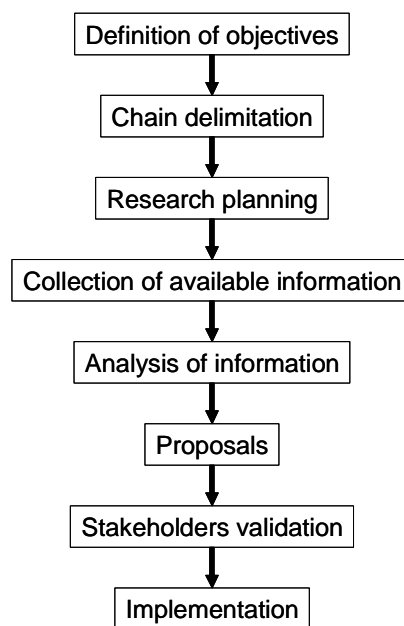 Definition of objectives
Chain delimitation
Research planning
Collection of available information
Analysis of information
Proposals
Stakeholders validation
Implementation